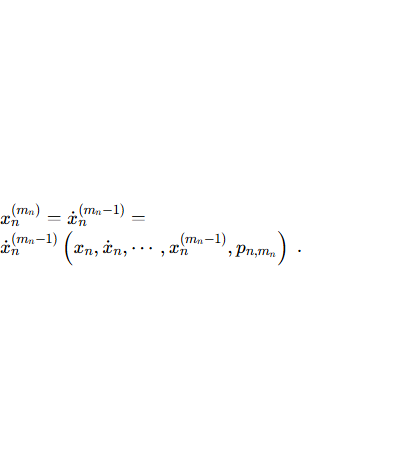 $x_n^{(m_n)} = \dot{x}_n^{(m_n-1)} =$
$\dot{x}_n^{(m_n-1)} \left( x_n, \dot{x}_n, \cdots, x_n^{(m_n-1)}, p_{n,m_n} \right) \ .$